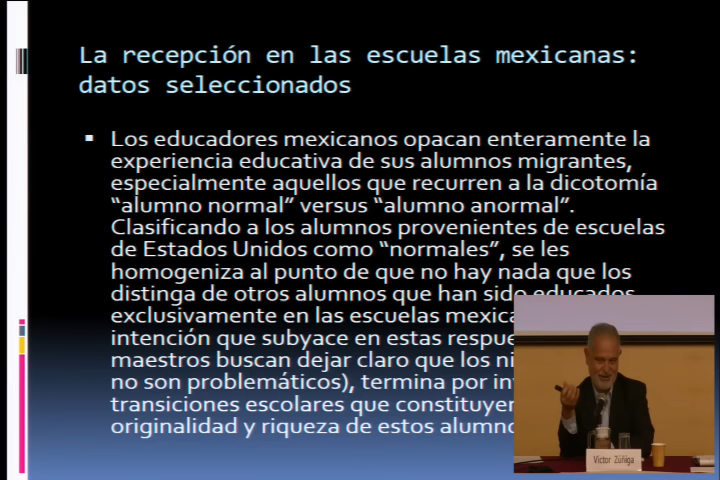 La recepción en las escuelas mexicanas:
datos seleccionados
Los educadores mexicanos opacan enteramente la
experiencia educativa de sus alumnos migrantes,
especialmente aquellos que recurren a la dicotomía
“alumno normal” versus “alumno anormal”.
Clasificando a los alumnos provenientes de escuelas
de Estados Unidos como “normales”, se les
homogeniza al punto de que no hay nada que los
distinga de otros alumnos que han sido educados
exclusivamente en las escuelas
intención que subyace en estas
maestros buscan dejar claro que los
no son problemáticos), termina por
transiciones escolares que
originalidad y riqueza de estos
Víctor Zúñiga